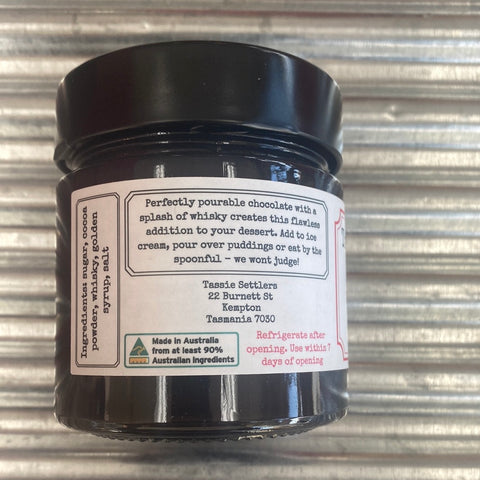 Ingredients: sugar, cocoa
powder, whisky, golden
syrup, salt
Perfectly pourable chocolate with a
splash of whisky creates this flawless
addition to your dessert. Add to ice
cream, pour over puddings or eat by the
spoonful - we wont judge!
Tassie Settlers
22 Burnett St
Kempton
Tasmania 7030
Made in Australia
from at least 90%
Australian ingredients
Refrigerate after
opening. Use within 7
days of opening